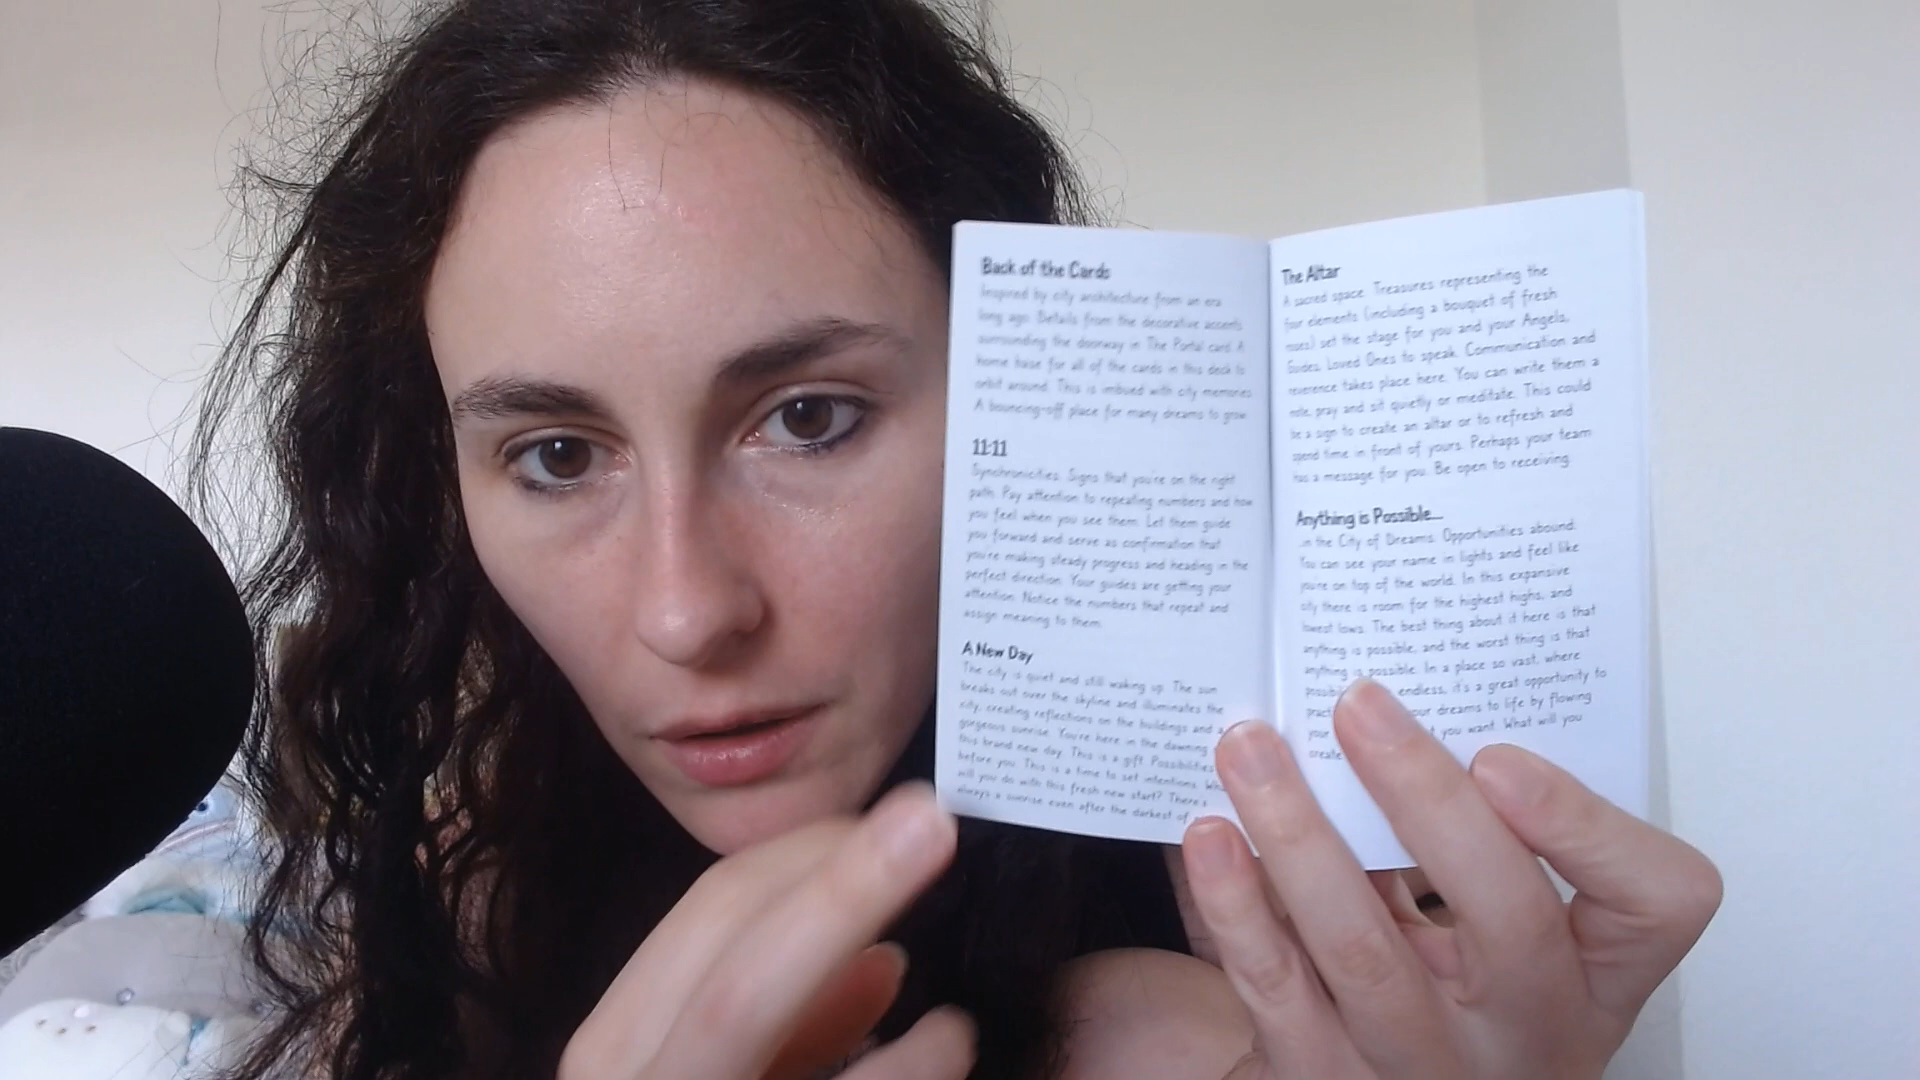 Back of the Cards
Inspired by city architecture from an era
long ago. Details from the decorative accents
surrounding the doorway in The Portal card. A
home base for all of the cards in this deck to
orbit around. This is imbued with city memories
A bouncing-off place for many dreams to grow
11:11
Synchronicities. Signs that you're on the right
path. Pay attention to repeating numbers and how
you feel when you see them. Let them guide
you forward and serve as confirmation that
you're making steady progress and heading in the
perfect direction. Your guides are getting your
attention. Notice the numbers that repeat and
assign meaning to them.
A New Day
The city is quiet and still waking up. The sun
breaks out over the skyline and illuminates the
city, creating reflections on the buildings and a
gorgeous sunrise. You're here in the dawning
this brand new day. This is a gift. Possibilities
before you. This is a time to set intentions.
will you do with this fresh new start? There's
always a sunrise even after the darkest of
The Altar
A sacred space. Treasures representing the
four elements (including a bouquet of fresh
roses) set the stage for you and your Angels,
Guides, Loved Ones to speak. Communication and
reverence takes place here. You can write them a
note, pray and sit quietly or meditate. This could
be a sign to create an altar or to refresh and
spend time in front of yours. Perhaps your team
has a message for you. Be open to receiving.
Anything is Possible...
...in the City of Dreams. Opportunities abound.
You can see your name in lights and feel like
you're on top of the world. In this expansive
city there is room for the highest highs, and
lowest lows. The best thing about it here is that
anything is possible, and the worst thing is that
anything is possible. In a place so vast, where
endless, it's a great opportunity to
your dreams to life by flowing
your you want. What will you
create